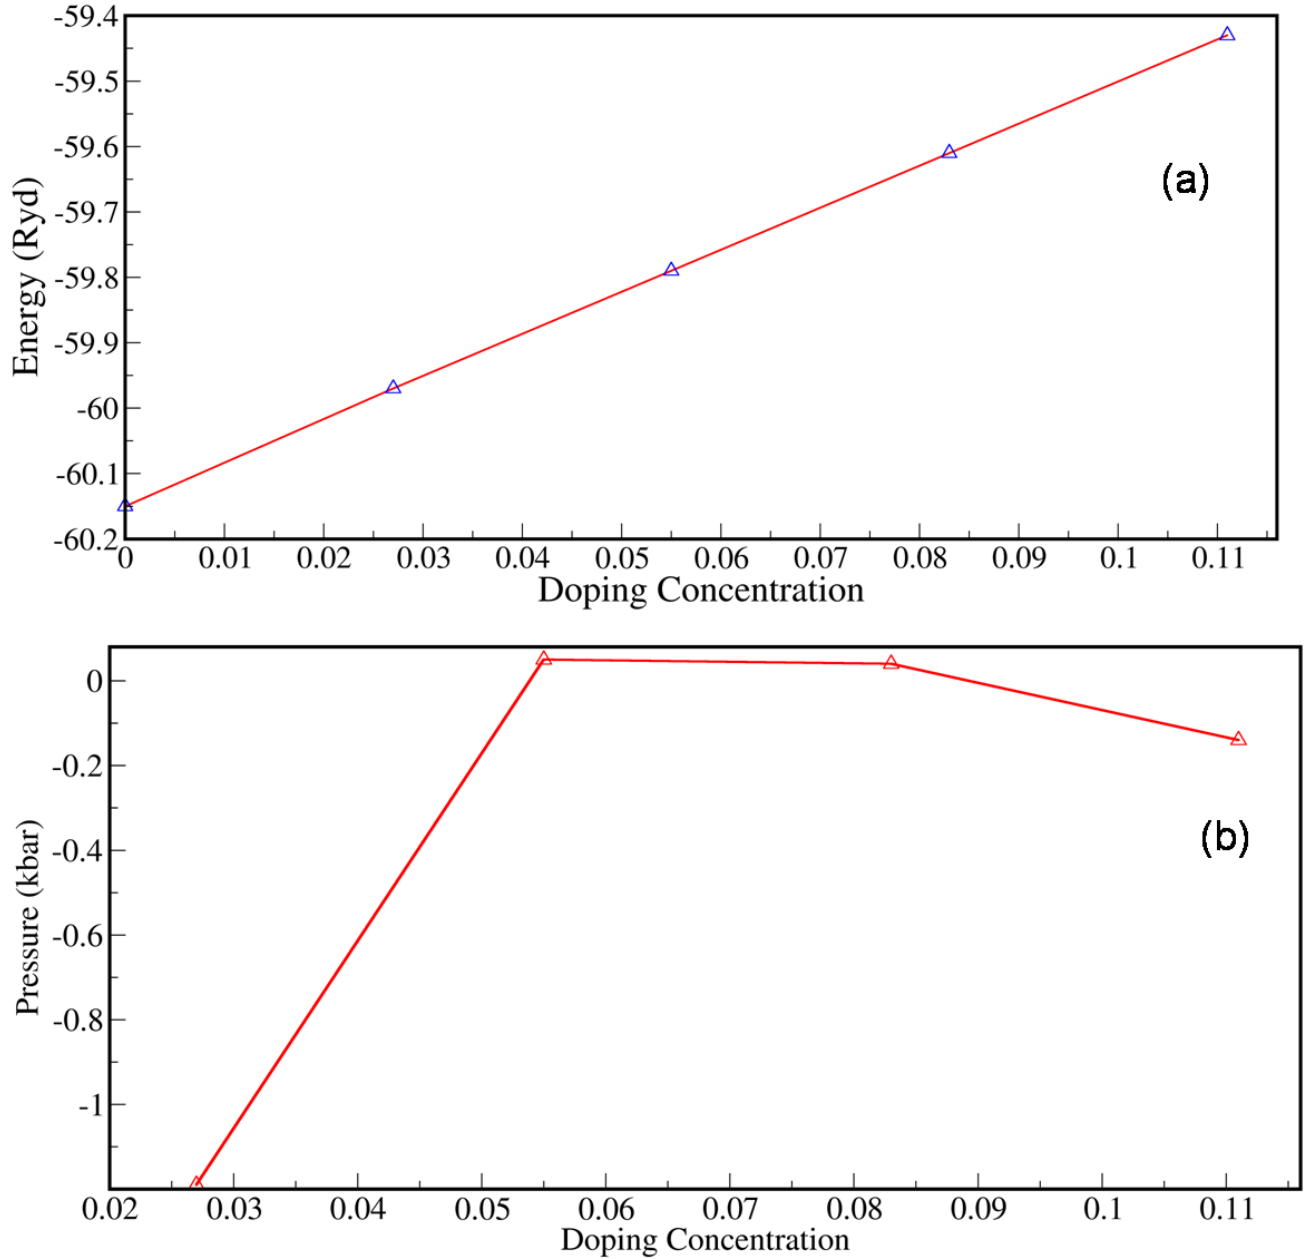 -59.4
-59.5
-59.6
-59.7
-59.8
-59.9
-60
-60.1
-60.2
Energy (Ryd)
(a)
0 0.01 0.02 0.03 0.04 0.05 0.06 0.07 0.08 0.09 0.1 0.11
Doping Concentration
0
-0.2
-0.4
-0.6
-0.8
-1
Pressure (kbar)
(b)
0.02 0.03 0.04 0.05 0.06 0.07 0.08 0.09 0.1 0.11
Doping Concentration